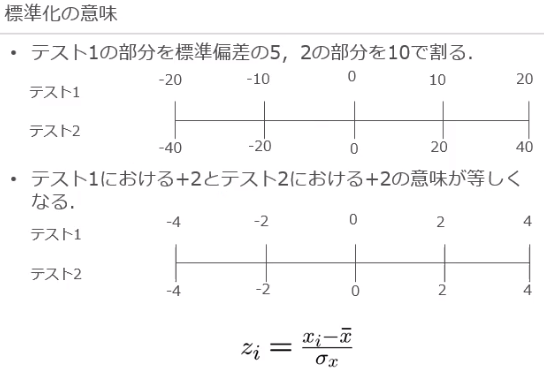 標準化の意味
• テスト1の部分を標準偏差の5，2の部分を10で割る．
-20 -10 0 10 20
テスト1
テスト2
-40 -20 0 20 40
• テスト1における+2とテスト2における+2の意味が等しく
なる．
-4 -2 0 2 4
テスト1
テスト2
-4 -2 0 2 4
z_i = \frac{x_i - \bar{x}}{\sigma_x}